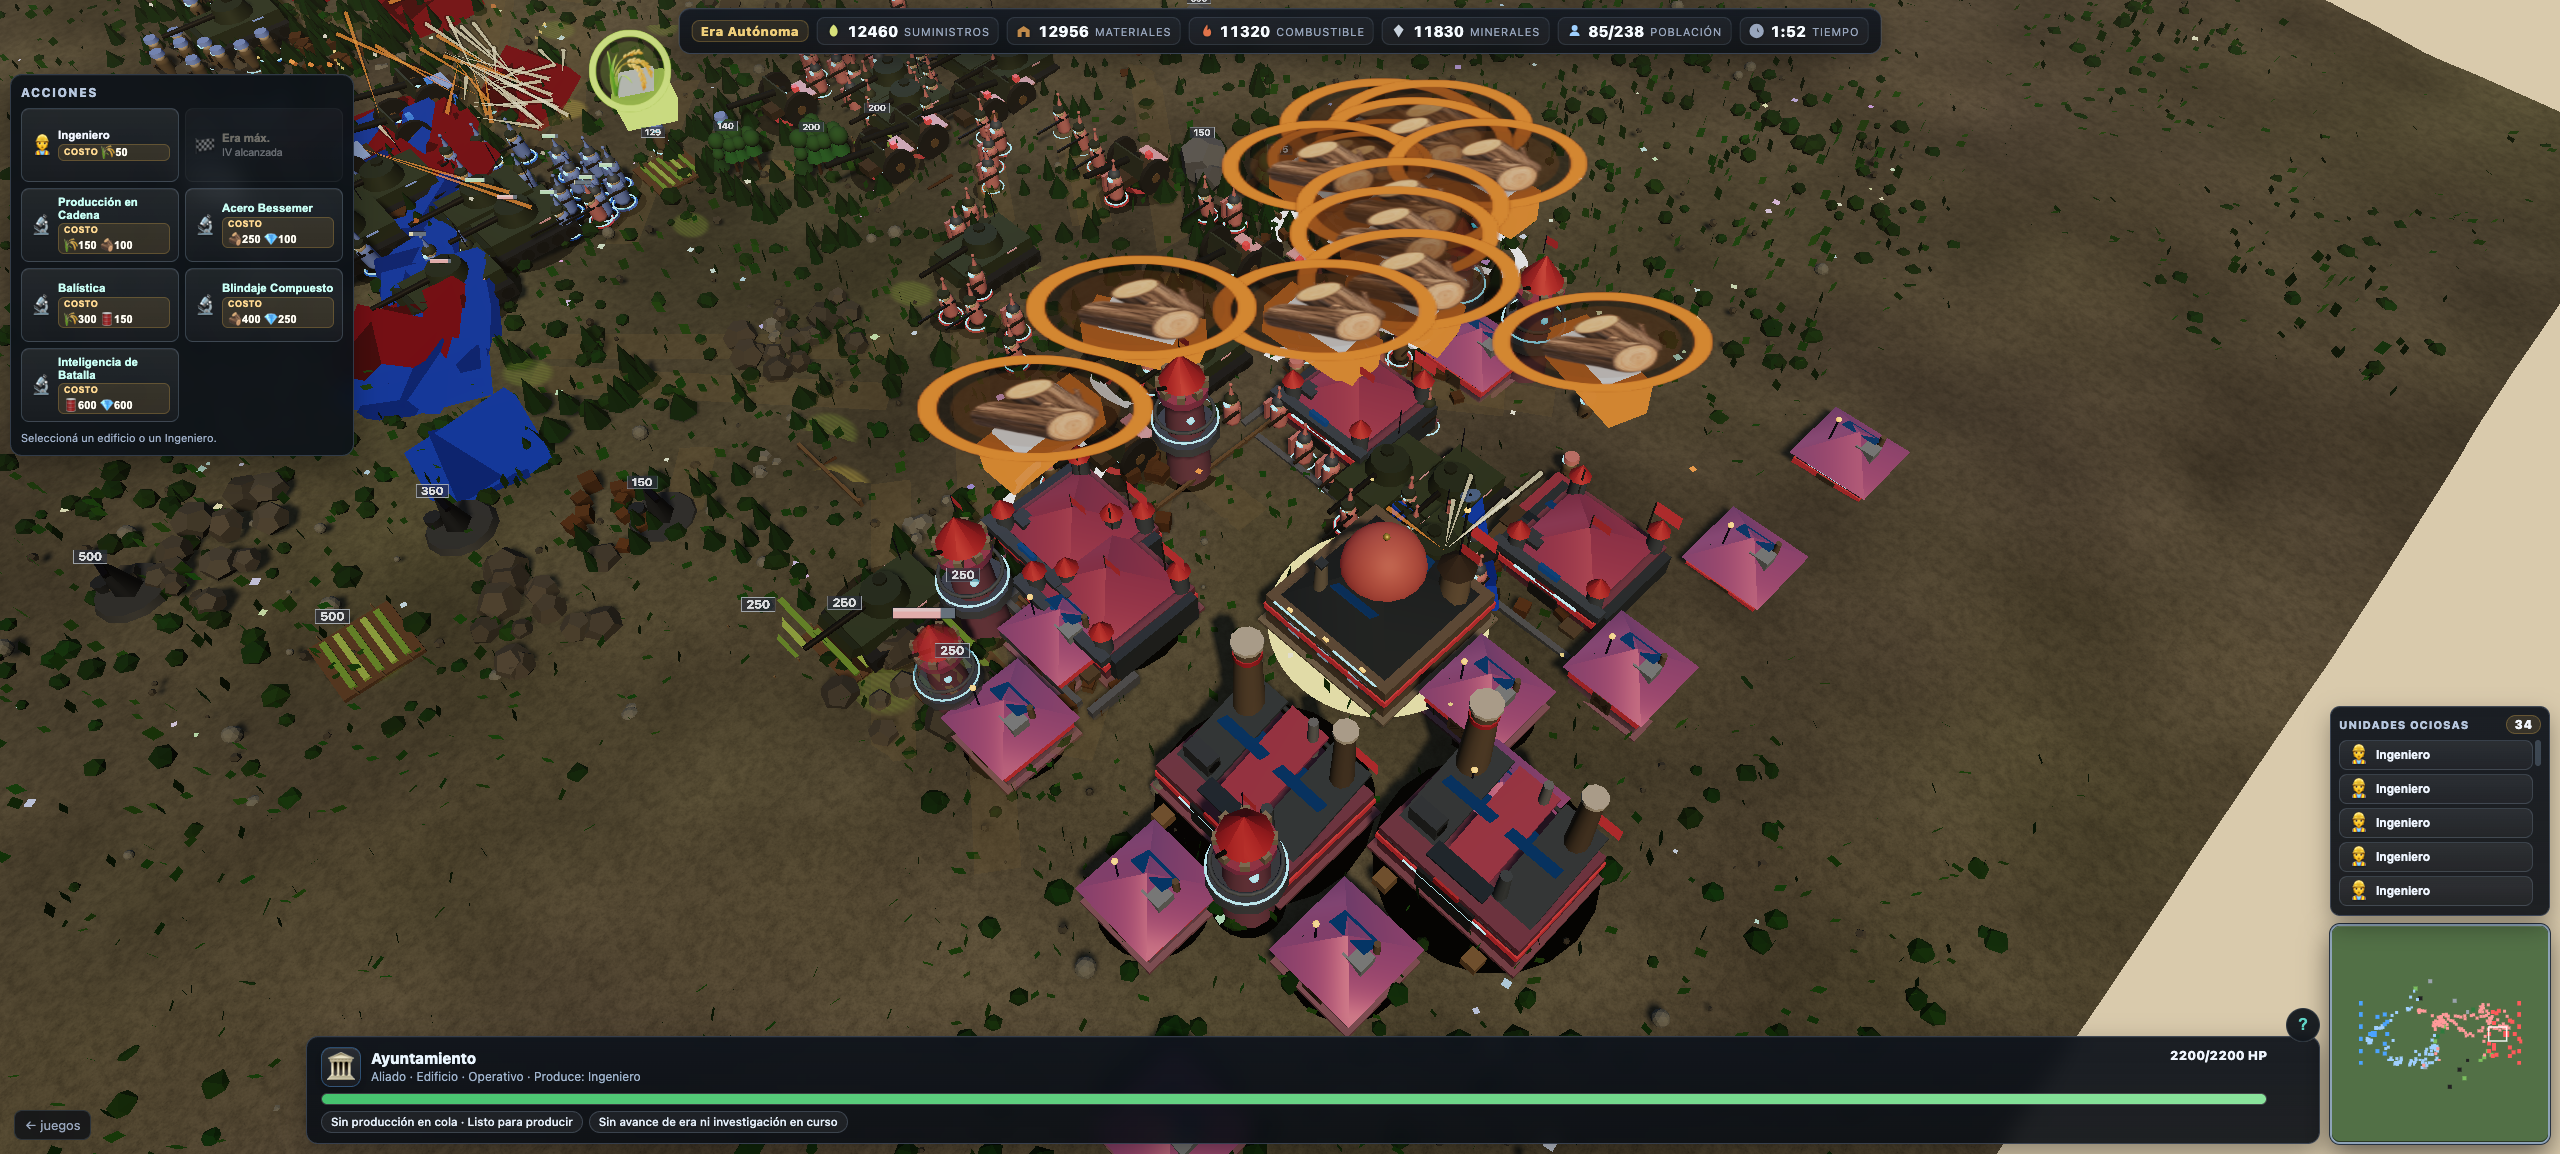 Era Autónoma
12460 SUMINISTROS
12956 MATERIALES
11320 COMBUSTIBLE
11830 MINERALES
85/238 POBLACIÓN
1:52 TIEMPO
ACCIONES
Ingeniero
COSTO 50
Era máx.
IV alcanzada
Producción en
Cadena
COSTO
150 100
Acero Bessemer
COSTO
250 100
Balística
COSTO
300 150
Blindaje Compuesto
COSTO
400 250
Inteligencia de
Batalla
COSTO
600 600
Seleccioná un edificio o un Ingeniero.
200
129
140
200
150
350
150
500
500
250
250
250
250
UNIDADES OCIOSAS 34
Ingeniero
Ingeniero
Ingeniero
Ingeniero
Ingeniero
?
Ayuntamiento
2200/2200 HP
Aliado · Edificio · Operativo · Produce: Ingeniero
Sin producción en cola · Listo para producir
Sin avance de era ni investigación en curso
← juegos